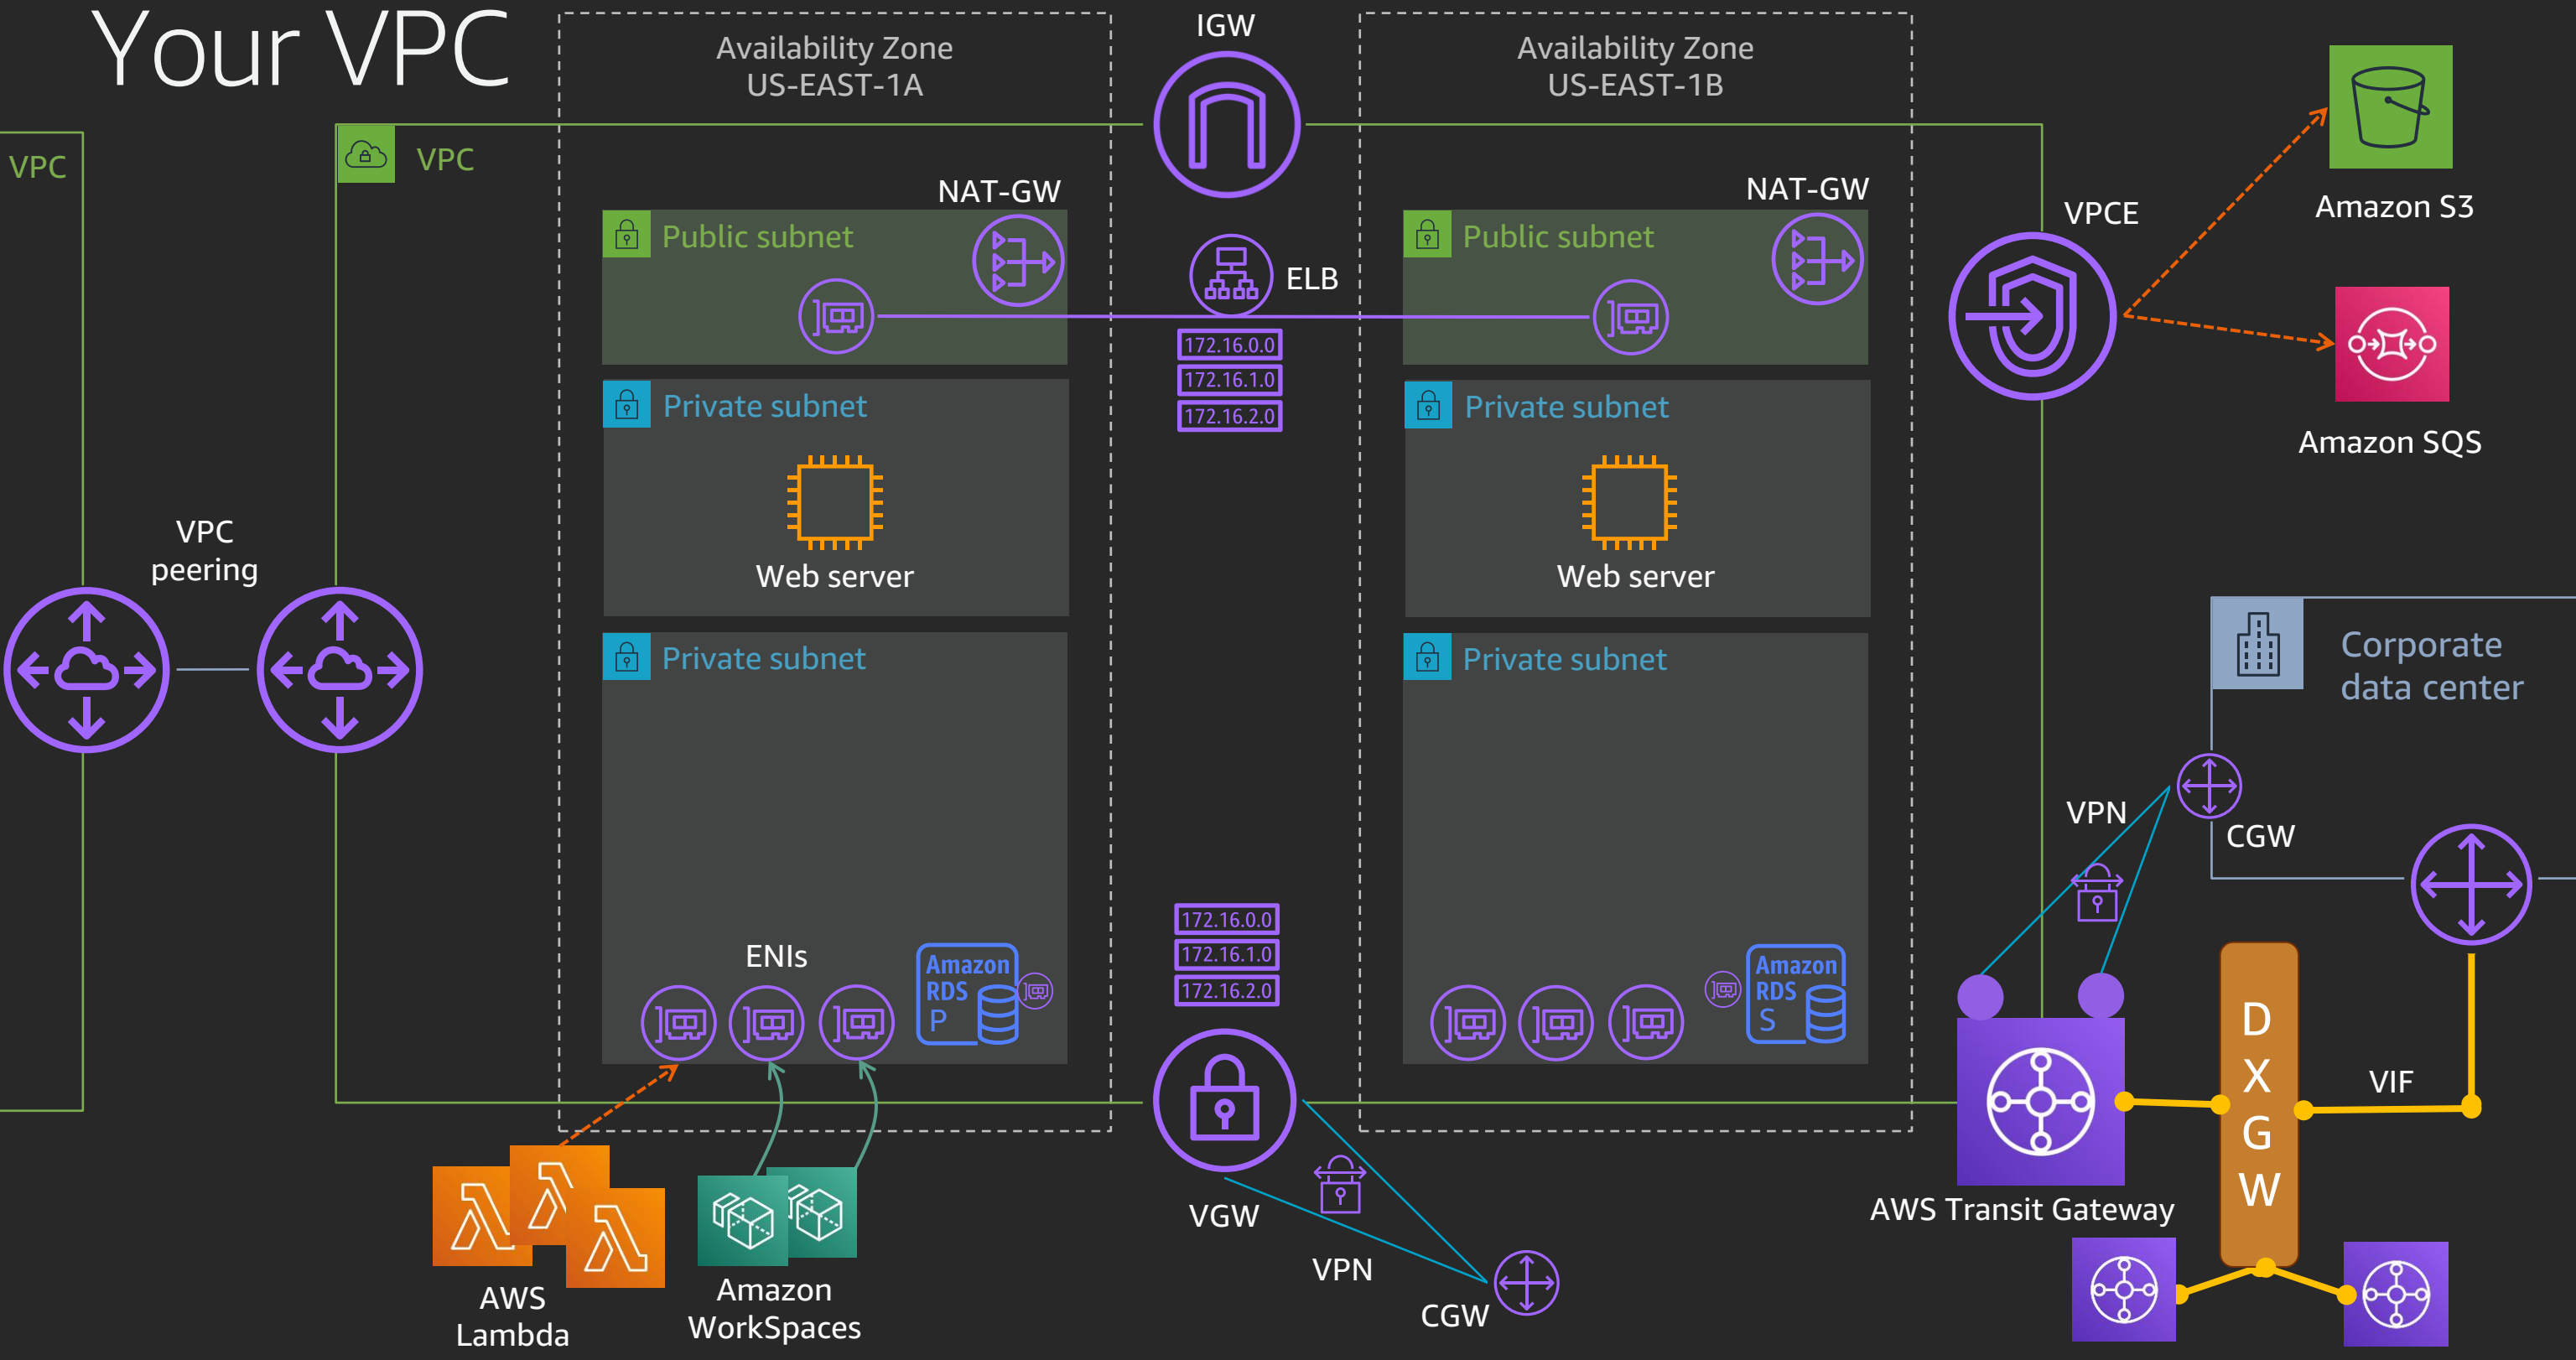 Your VPC
Availability Zone
US-EAST-1A
IGW
Availability Zone
US-EAST-1B
VPC
VPC
NAT-GW
NAT-GW
VPCE
Amazon S3
Public subnet
ELB
Public subnet
172.16.0.0
172.16.1.0
172.16.2.0
Private subnet
Private subnet
Amazon SQS
VPC
peering
Web server
Web server
Private subnet
Private subnet
Corporate
data center
VPN
CGW
172.16.0.0
172.16.1.0
172.16.2.0
ENIs
Amazon
RDS
P
Amazon
RDS
S
D
X
G
W
VIF
AWS Transit Gateway
VGW
VPN
CGW
AWS
Lambda
Amazon
WorkSpaces